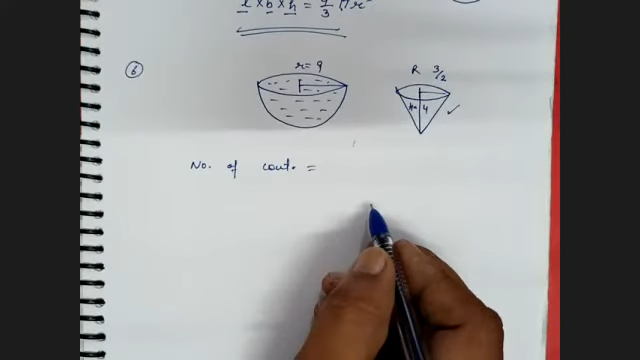 l × b × h = 1/3 πr²
6
r = 9
R 3/2
H = 4
No. of cont. =